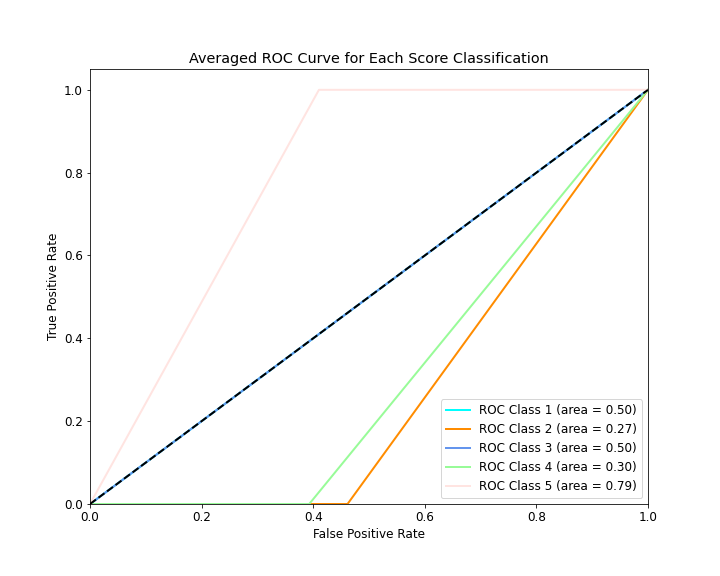 Averaged ROC Curve for Each Score Classification
1.0
0.8
0.6
0.4
0.2
0.0
True Positive Rate
ROC Class 1 (area = 0.50)
ROC Class 2 (area = 0.27)
ROC Class 3 (area = 0.50)
ROC Class 4 (area = 0.30)
ROC Class 5 (area = 0.79)
0.0 0.2 0.4 0.6 0.8 1.0
False Positive Rate